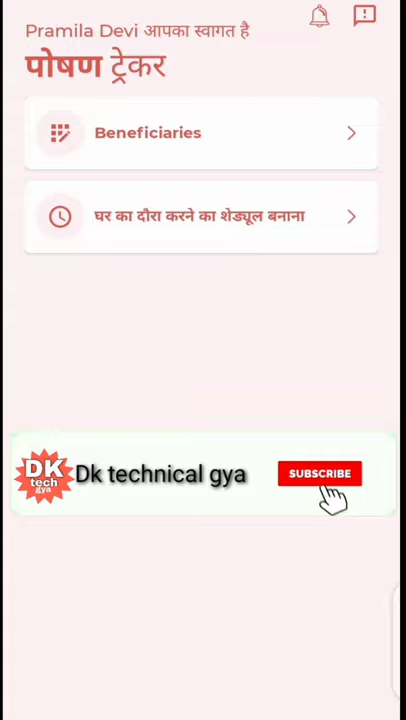 Pramila Devi आपका स्वागत है
पोषण ट्रेकर
Beneficiaries
घर का दौरा करने का शेड्यूल बनाना
DK
tech
gya
Dk technical gya
SUBSCRIBE